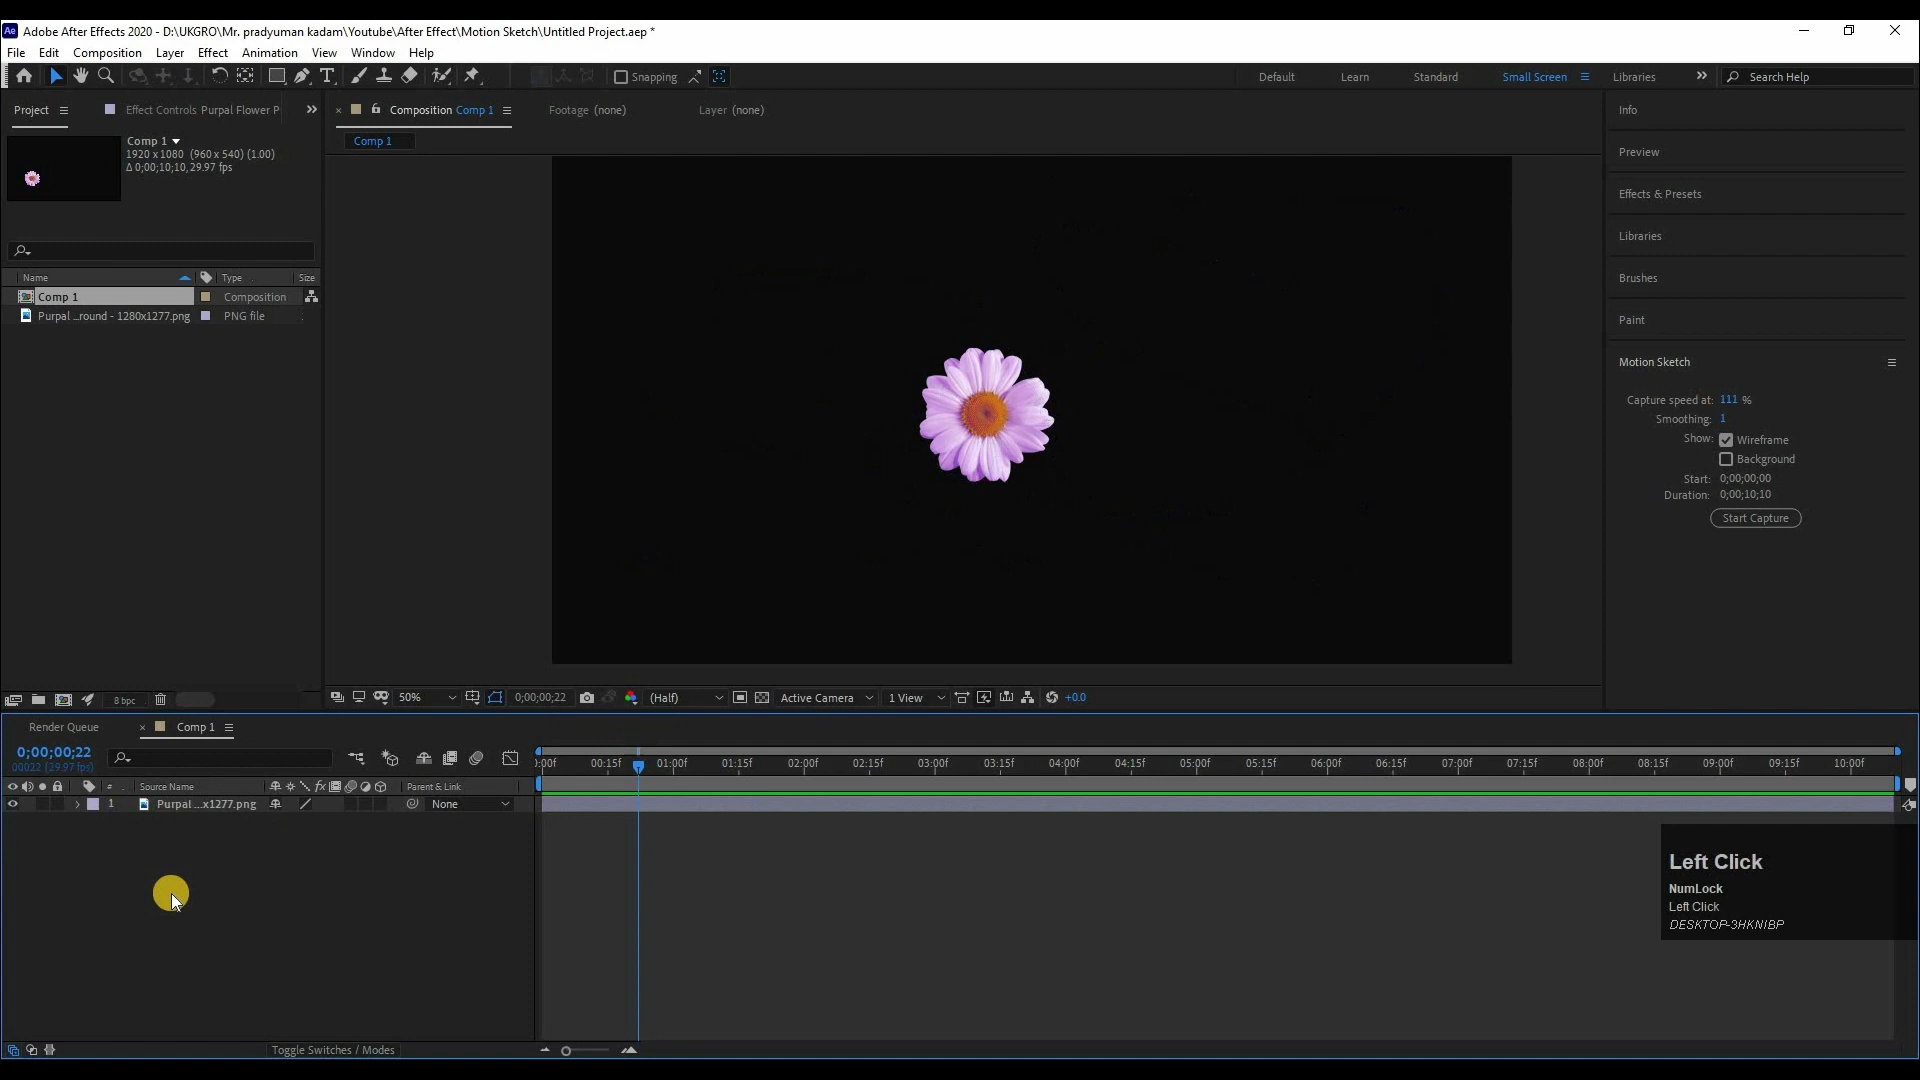 Adobe After Effects 2020 - D:\UKGRO\Mr. pradyuman kadam\Youtube\After Effect\Motion Sketch\Untitled Project.aep *
File Edit Composition Layer Effect Animation View Window Help
Snapping Default Learn Standard Small Screen Libraries Search Help
Project Effect Controls Purpal Flower P Composition Comp 1 Footage (none) Layer (none) Info
Comp 1
Comp 1
1920 x 1080 (960 x 540) (1.00)
Δ 0;00;10;10, 29.97 fps
Preview
Effects & Presets
Libraries
Brushes
Paint
Name Type Size
Comp 1 Composition
Purpal ...round - 1280x1277.png PNG file
Motion Sketch
Capture speed at: 111 %
Smoothing: 1
Show: Wireframe
Background
Start: 0;00;00;00
Duration: 0;00;10;10
Start Capture
8 bpc 50% 0;00;00;22 (Half) Active Camera 1 View +0.0
Render Queue Comp 1
0;00;00;22
00022 (29.97 fps)
):00f 00:15f 01:00f 01:15f 02:00f 02:15f 03:00f 03:15f 04:00f 04:15f 05:00f 05:15f 06:00f 06:15f 07:00f 07:15f 08:00f 08:15f 09:00f 09:15f 10:00f
# Source Name fx Parent & Link
1 Purpal ...x1277.png None
Left Click
NumLock
Left Click
DESKTOP-3HKNIBP
Toggle Switches / Modes